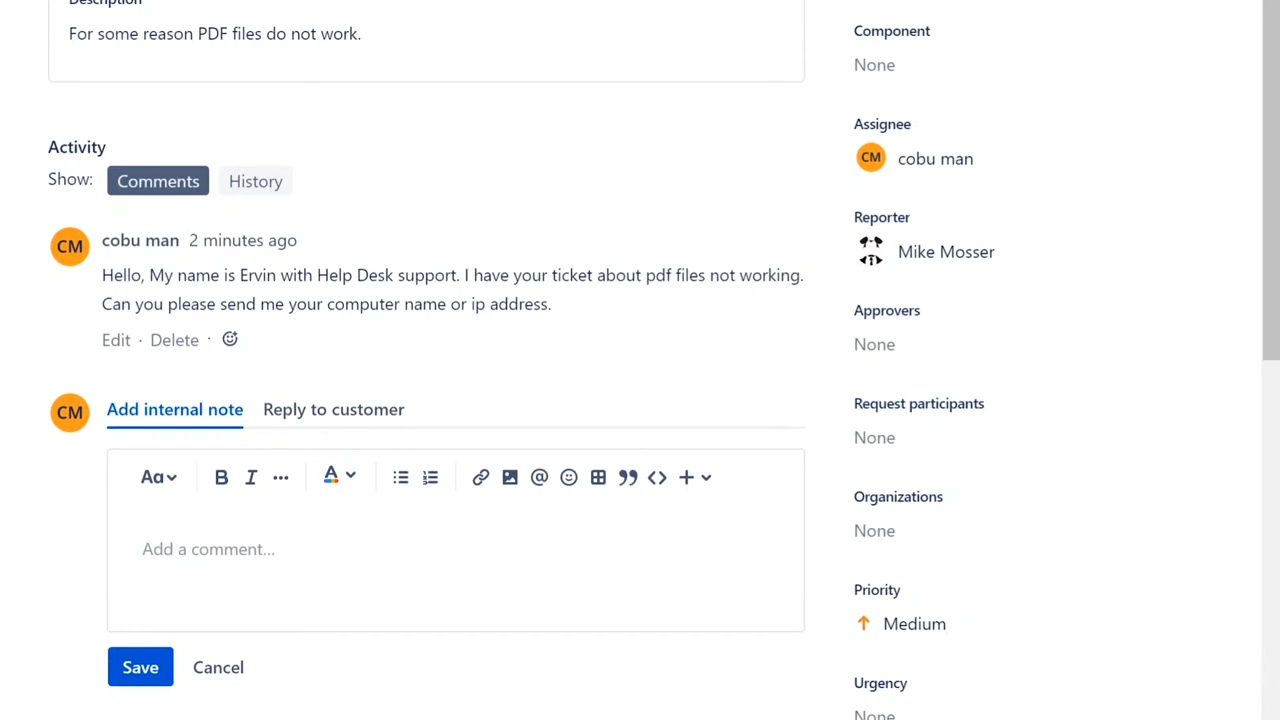 Description
For some reason PDF files do not work.
Activity
Show: Comments History
CM cobu man 2 minutes ago
Hello, My name is Ervin with Help Desk support. I have your ticket about pdf files not working.
Can you please send me your computer name or ip address.
Edit · Delete ·
CM Add internal note Reply to customer
Aa B I ... A
Add a comment...
Save Cancel
Component
None
Assignee
CM cobu man
Reporter
Mike Mosser
Approvers
None
Request participants
None
Organizations
None
Priority
Medium
Urgency
None